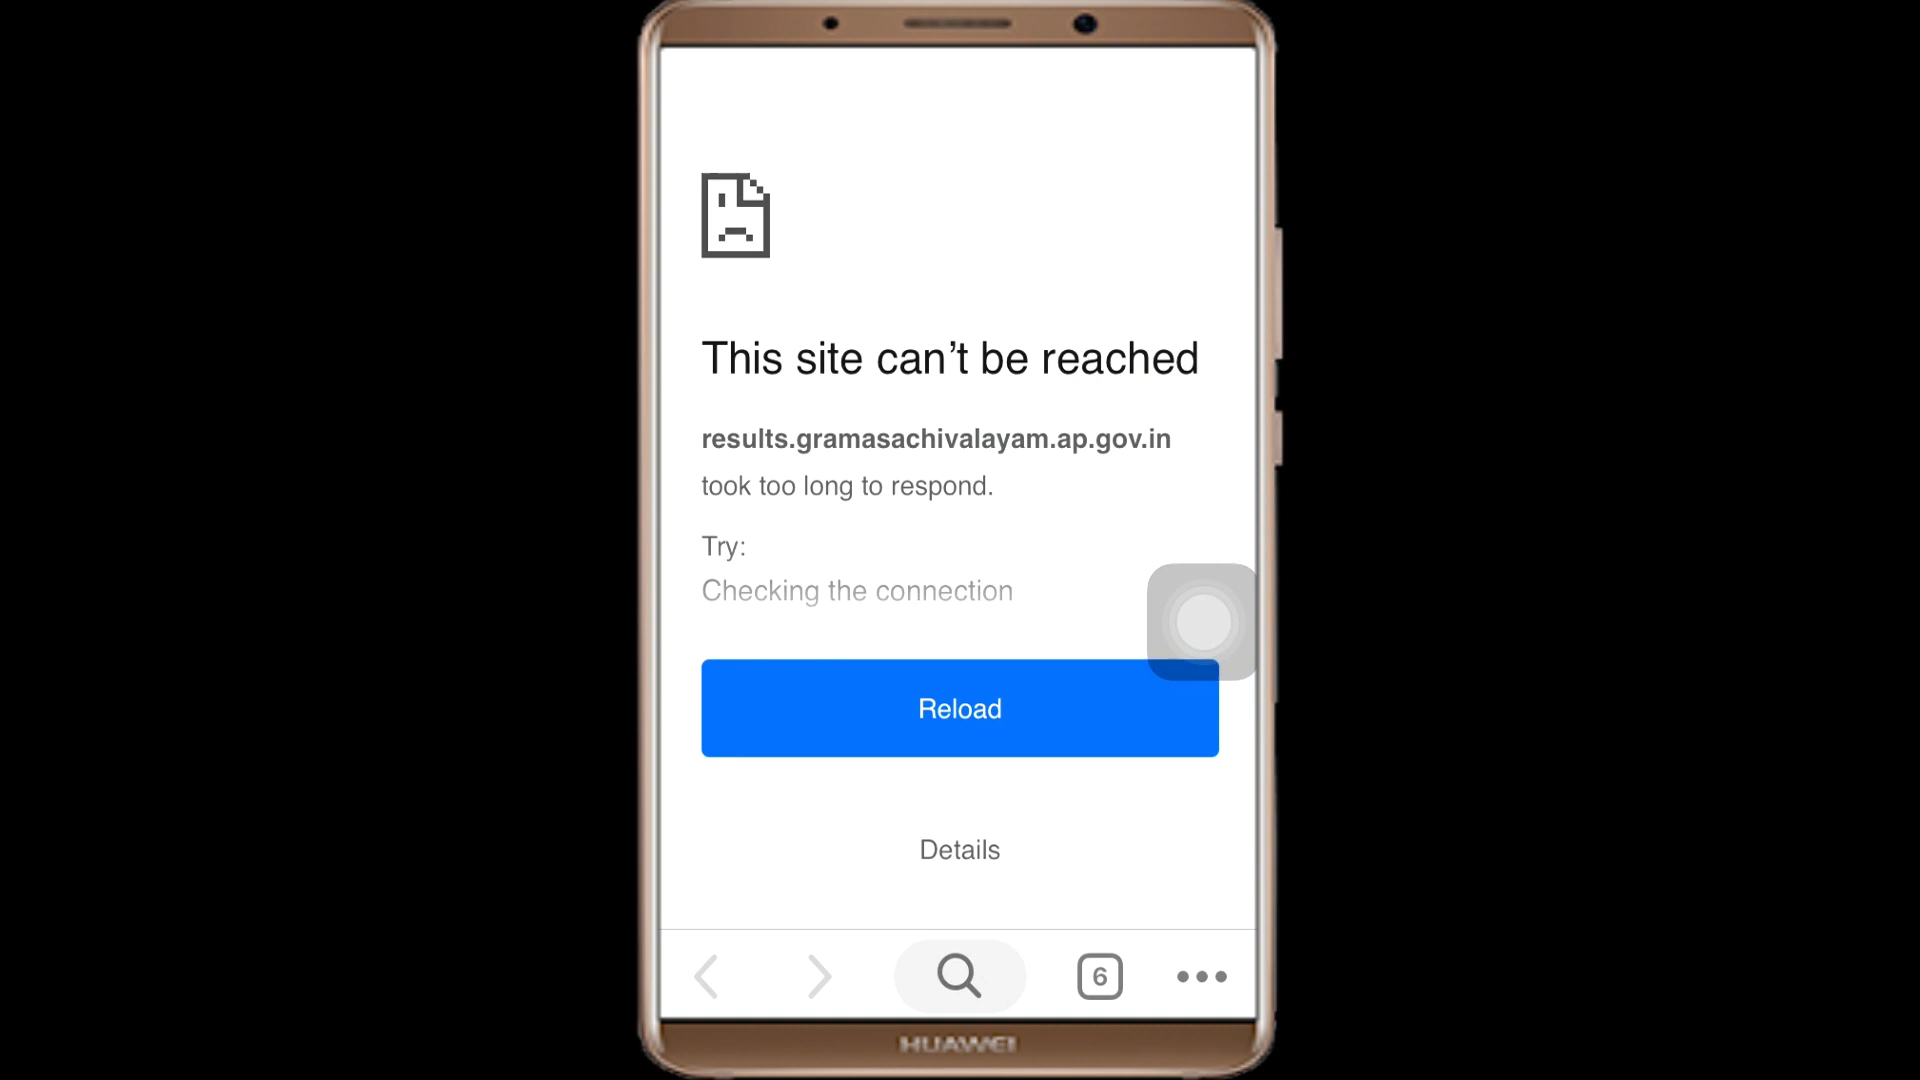 This site can’t be reached
results.gramasachivalayam.ap.gov.in
took too long to respond.
Try:
Checking the connection
Reload
Details
6
HUAWEI